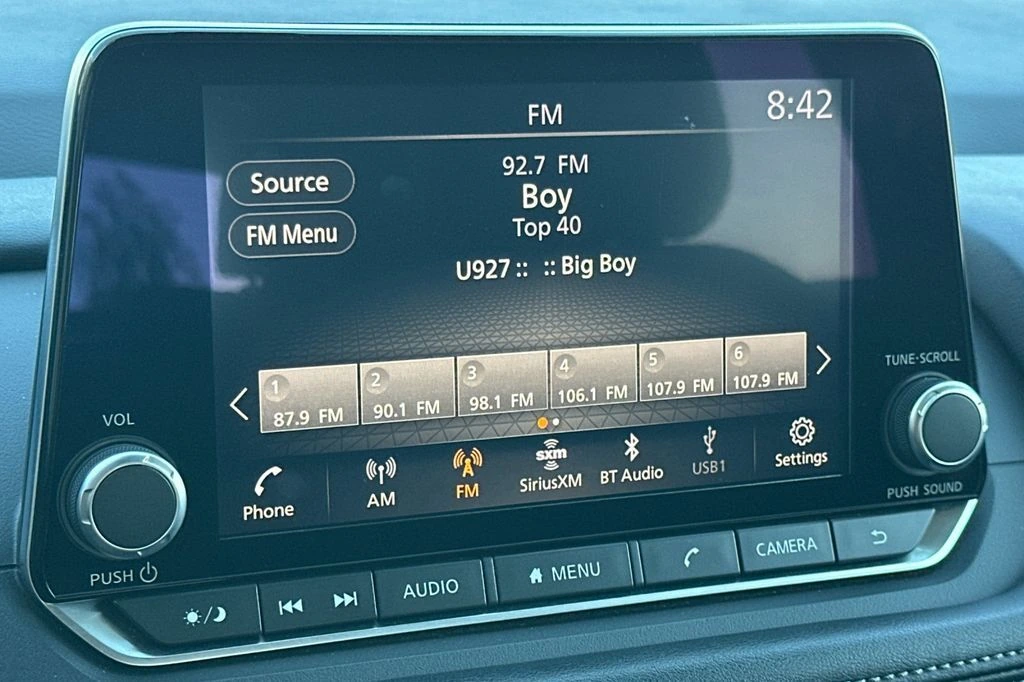 FM
8:42
Source
92.7 FM
Boy
FM Menu
Top 40
U927 :: :: Big Boy
1
87.9 FM
2
90.1 FM
3
98.1 FM
4
106.1 FM
5
107.9 FM
6
107.9 FM
Phone
AM
FM
sxm
SiriusXM
BT Audio
USB1
Settings
VOL
PUSH
TUNE·SCROLL
PUSH SOUND
AUDIO
MENU
CAMERA